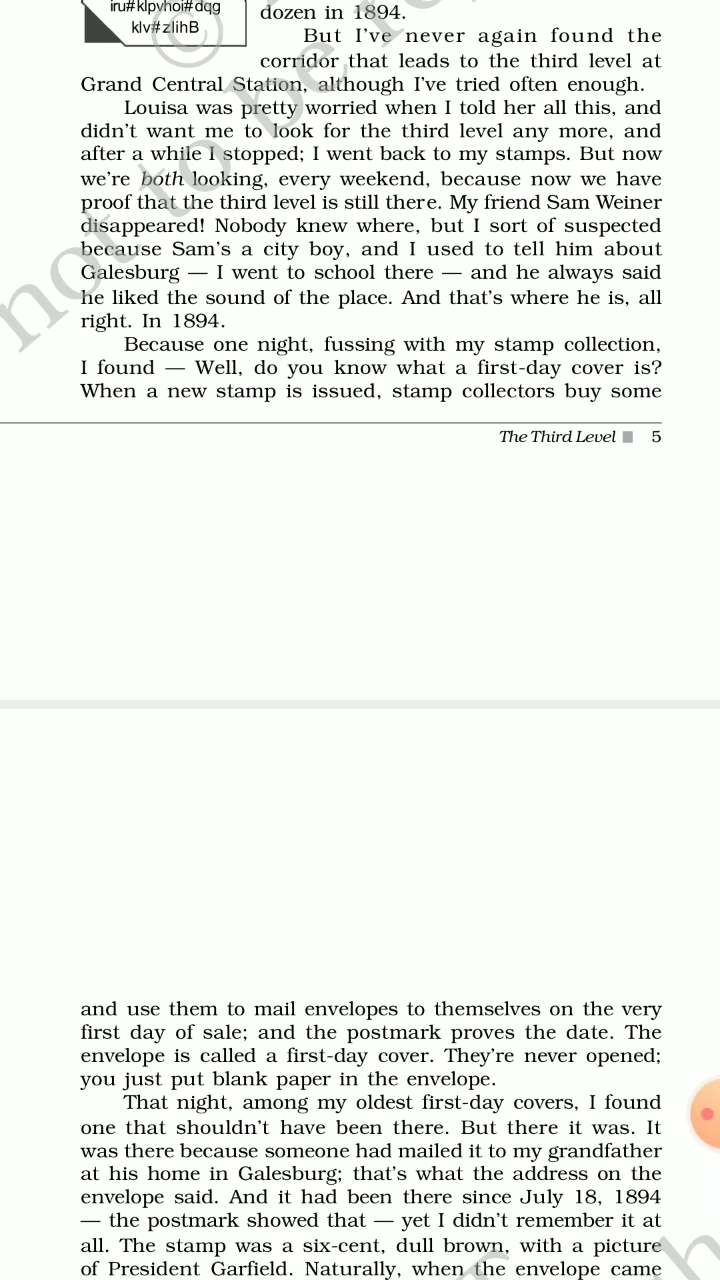 iru#klpvhoi#dqg
klv#zlihB
dozen in 1894.
But I've never again found the
corridor that leads to the third level at
Grand Central Station, although I've tried often enough.
Louisa was pretty worried when I told her all this, and
didn't want me to look for the third level any more, and
after a while I stopped; I went back to my stamps. But now
we're both looking, every weekend, because now we have
proof that the third level is still there. My friend Sam Weiner
disappeared! Nobody knew where, but I sort of suspected
because Sam's a city boy, and I used to tell him about
Galesburg — I went to school there — and he always said
he liked the sound of the place. And that's where he is, all
right. In 1894.
Because one night, fussing with my stamp collection,
I found — Well, do you know what a first-day cover is?
When a new stamp is issued, stamp collectors buy some
The Third Level ■ 5
and use them to mail envelopes to themselves on the very
first day of sale; and the postmark proves the date. The
envelope is called a first-day cover. They're never opened;
you just put blank paper in the envelope.
That night, among my oldest first-day covers, I found
one that shouldn't have been there. But there it was. It
was there because someone had mailed it to my grandfather
at his home in Galesburg; that's what the address on the
envelope said. And it had been there since July 18, 1894
— the postmark showed that — yet I didn't remember it at
all. The stamp was a six-cent, dull brown, with a picture
of President Garfield. Naturally, when the envelope came
© not to be re